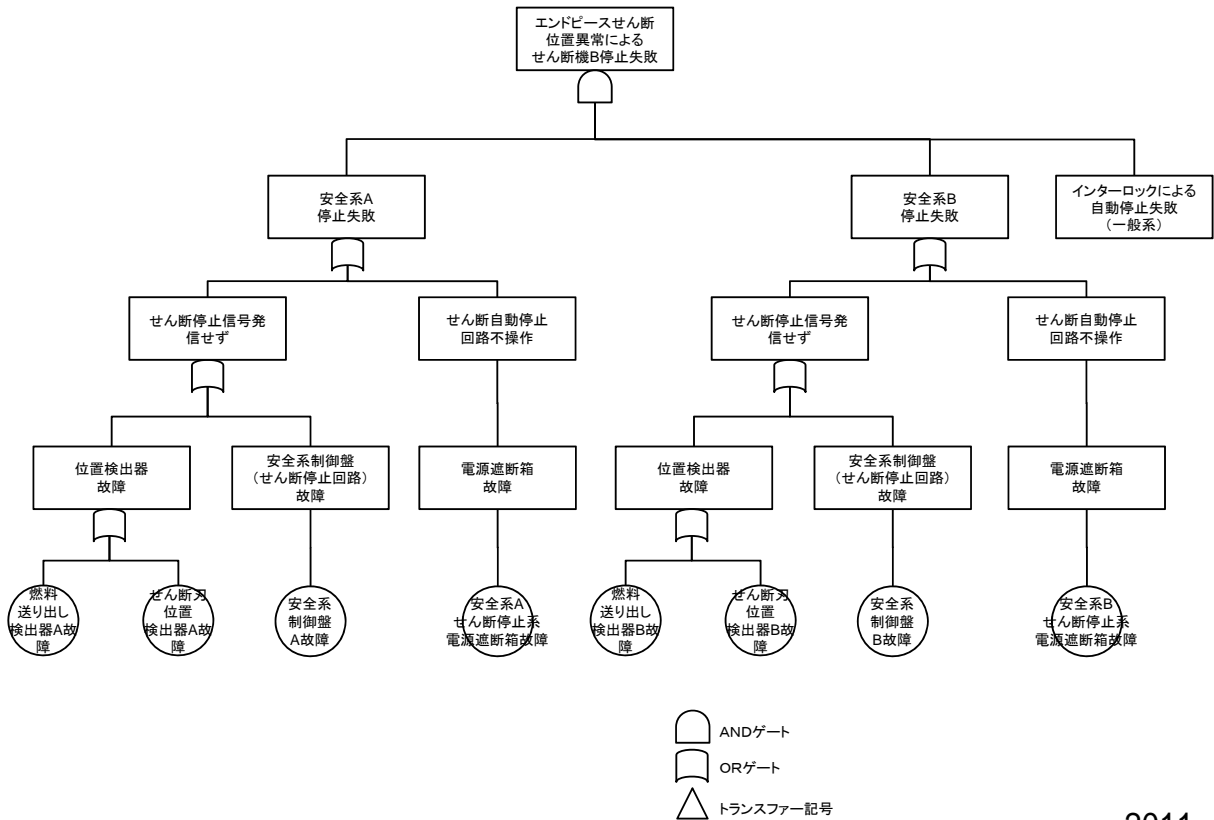 エンドピースせん断
位置異常による
せん断機B停止失敗
安全系A
停止失敗
安全系B
停止失敗
インターロックによる
自動停止失敗
（一般系）
せん断停止信号発
信せず
せん断自動停止
回路不操作
せん断停止信号発
信せず
せん断自動停止
回路不操作
位置検出器
故障
安全系制御盤
（せん断停止回路）
故障
電源遮断箱
故障
位置検出器
故障
安全系制御盤
（せん断停止回路）
故障
電源遮断箱
故障
燃料
送り出し
検出器A故
障
せん断刃
位置
検出器A故
障
安全系
制御盤
A故障
安全系A
せん断停止系
電源遮断箱故障
燃料
送り出し
検出器B故
障
せん断刃
位置
検出器B故
障
安全系
制御盤
B故障
安全系B
せん断停止系
電源遮断箱故障
ANDゲート
ORゲート
トランスファー記号